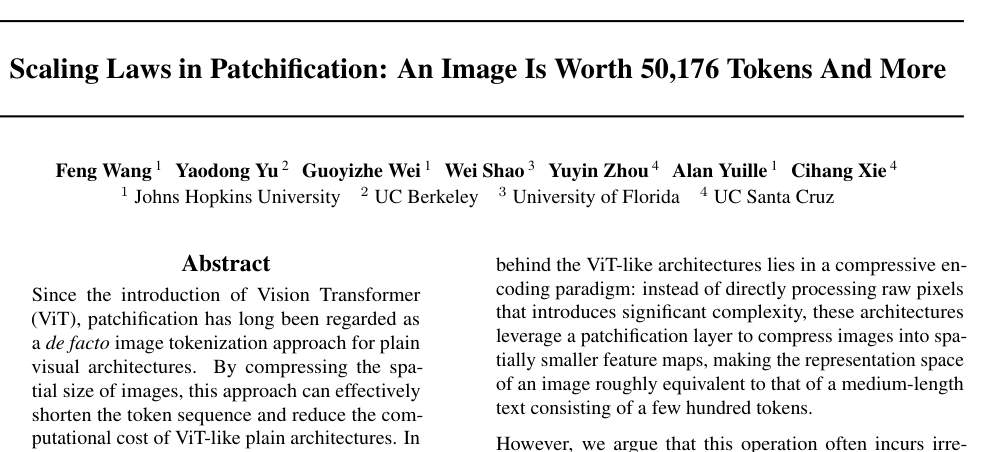 Scaling Laws in Patchification: An Image Is Worth 50,176 Tokens And More
Feng Wang 1 Yaodong Yu 2 Guoyizhe Wei 1 Wei Shao 3 Yuyin Zhou 4 Alan Yuille 1 Cihang Xie 4
1 Johns Hopkins University 2 UC Berkeley 3 University of Florida 4 UC Santa Cruz
Abstract
Since the introduction of Vision Transformer
(ViT), patchification has long been regarded as
a de facto image tokenization approach for plain
visual architectures. By compressing the spa-
tial size of images, this approach can effectively
shorten the token sequence and reduce the com-
putational cost of ViT-like plain architectures. In
behind the ViT-like architectures lies in a compressive en-
coding paradigm: instead of directly processing raw pixels
that introduces significant complexity, these architectures
leverage a patchification layer to compress images into spa-
tially smaller feature maps, making the representation space
of an image roughly equivalent to that of a medium-length
text consisting of a few hundred tokens.
However, we argue that this operation often incurs irre-